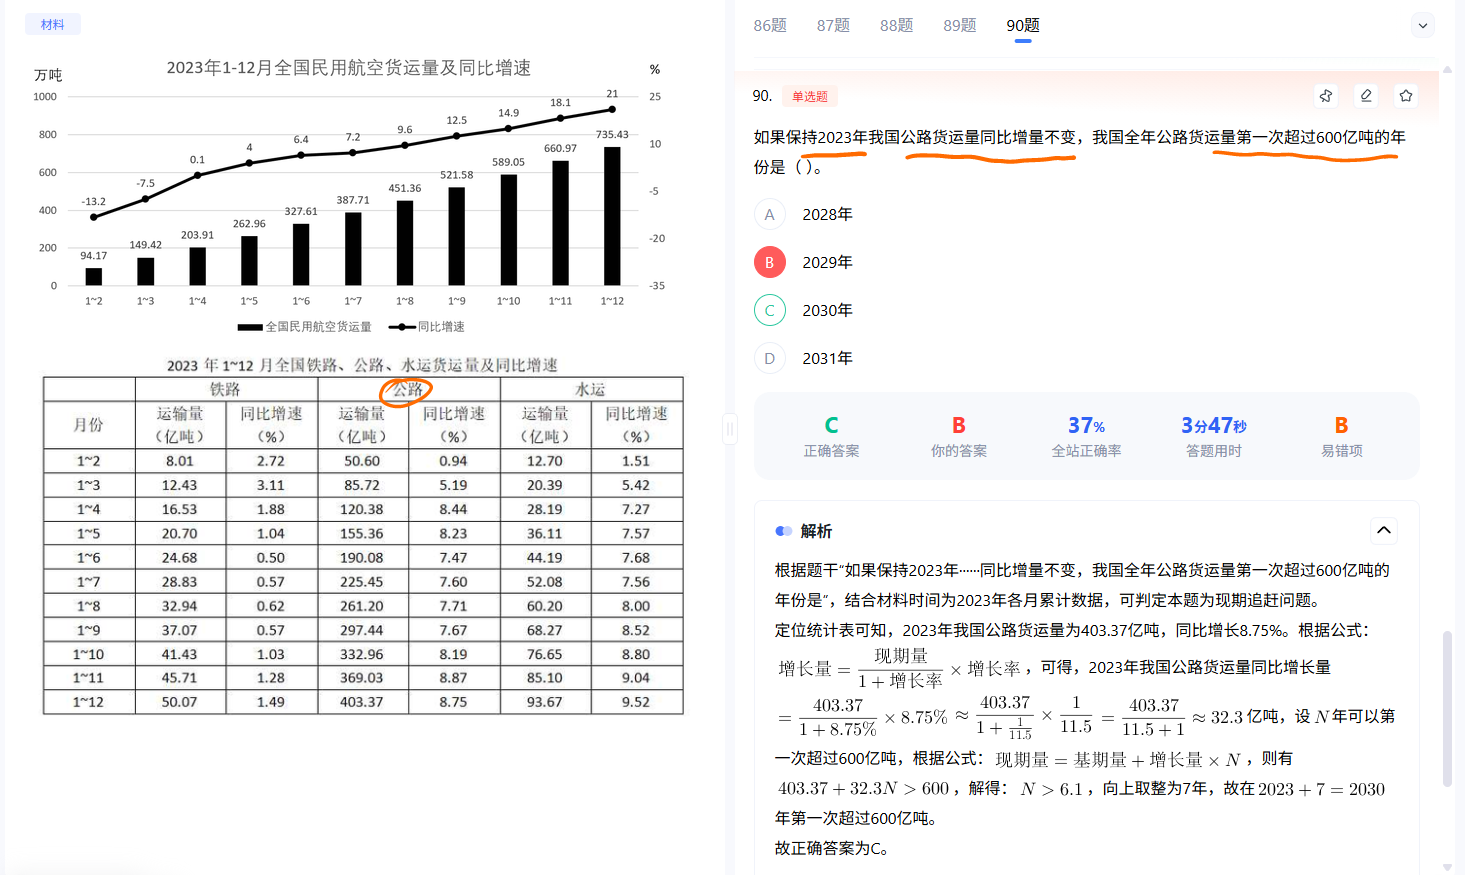 材料
2023年1-12月全国民用航空货运量及同比增速
万吨
%
1000
800
600
400
200
0
25
10
-5
-20
-35
-13.2
-7.5
0.1
4
6.4
7.2
9.6
12.5
14.9
18.1
21
94.17
149.42
203.91
262.96
327.61
387.71
451.36
521.58
589.05
660.97
735.43
1~2 1~3 1~4 1~5 1~6 1~7 1~8 1~9 1~10 1~11 1~12
全国民用航空货运量 同比增速
2023 年 1~12 月全国铁路、公路、水运货运量及同比增速
月份 铁路 公路 水运
运输量（亿吨） 同比增速（%） 运输量（亿吨） 同比增速（%） 运输量（亿吨） 同比增速（%）
1~2 8.01 2.72 50.60 0.94 12.70 1.51
1~3 12.43 3.11 85.72 5.19 20.39 5.42
1~4 16.53 1.88 120.38 8.44 28.19 7.27
1~5 20.70 1.04 155.36 8.23 36.11 7.57
1~6 24.68 0.50 190.08 7.47 44.19 7.68
1~7 28.83 0.57 225.45 7.60 52.08 7.56
1~8 32.94 0.62 261.20 7.71 60.20 8.00
1~9 37.07 0.57 297.44 7.67 68.27 8.52
1~10 41.43 1.03 332.96 8.19 76.65 8.80
1~11 45.71 1.28 369.03 8.87 85.10 9.04
1~12 50.07 1.49 403.37 8.75 93.67 9.52
86题 87题 88题 89题 90题
90. 单选题
如果保持2023年我国公路货运量同比增量不变，我国全年公路货运量第一次超过600亿吨的年
份是（ ）。
A 2028年
B 2029年
C 2030年
D 2031年
C B 37% 3分47秒 B
正确答案 你的答案 全站正确率 答题用时 易错项
解析
根据题干“如果保持2023年······同比增量不变，我国全年公路货运量第一次超过600亿吨的
年份是”，结合材料时间为2023年各月累计数据，可判定本题为现期追赶问题。
定位统计表可知，2023年我国公路货运量为403.37亿吨，同比增长8.75%。根据公式：
增长量 = 现期量 / (1 + 增长率) × 增长率，可得，2023年我国公路货运量同比增长量
= 403.37 / (1 + 8.75%) × 8.75% ≈ 403.37 / (1 + 1/11.5) × 1/11.5 = 403.37 / (11.5 + 1) ≈ 32.3 亿吨，设 N 年可以第
一次超过600亿吨，根据公式：现期量 = 基期量 + 增长量 × N，则有
403.37 + 32.3N > 600，解得：N > 6.1，向上取整为7年，故在 2023 + 7 = 2030
年第一次超过600亿吨。
故正确答案为C。